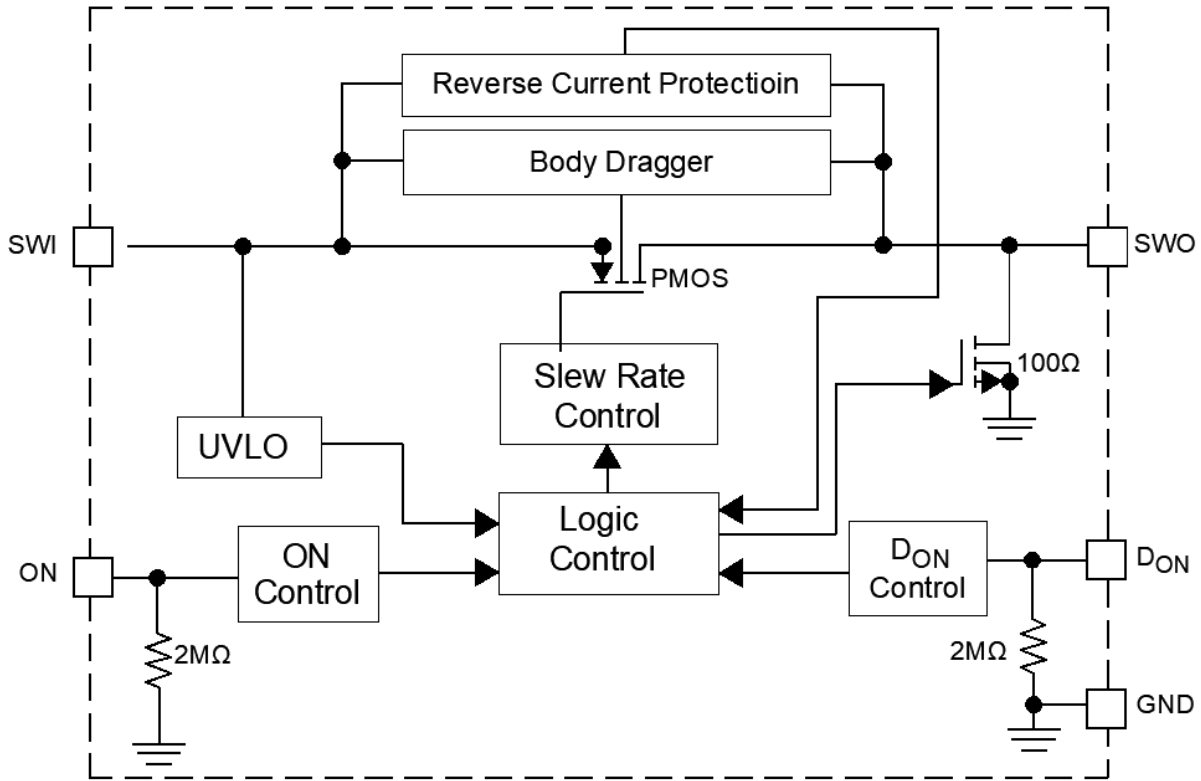 Reverse Current Protectioin
Body Dragger
SWI
SWO
PMOS
Slew Rate
Control
100Ω
UVLO
Logic
Control
ON
ON
Control
DON
Control
DON
2MΩ
2MΩ
GND